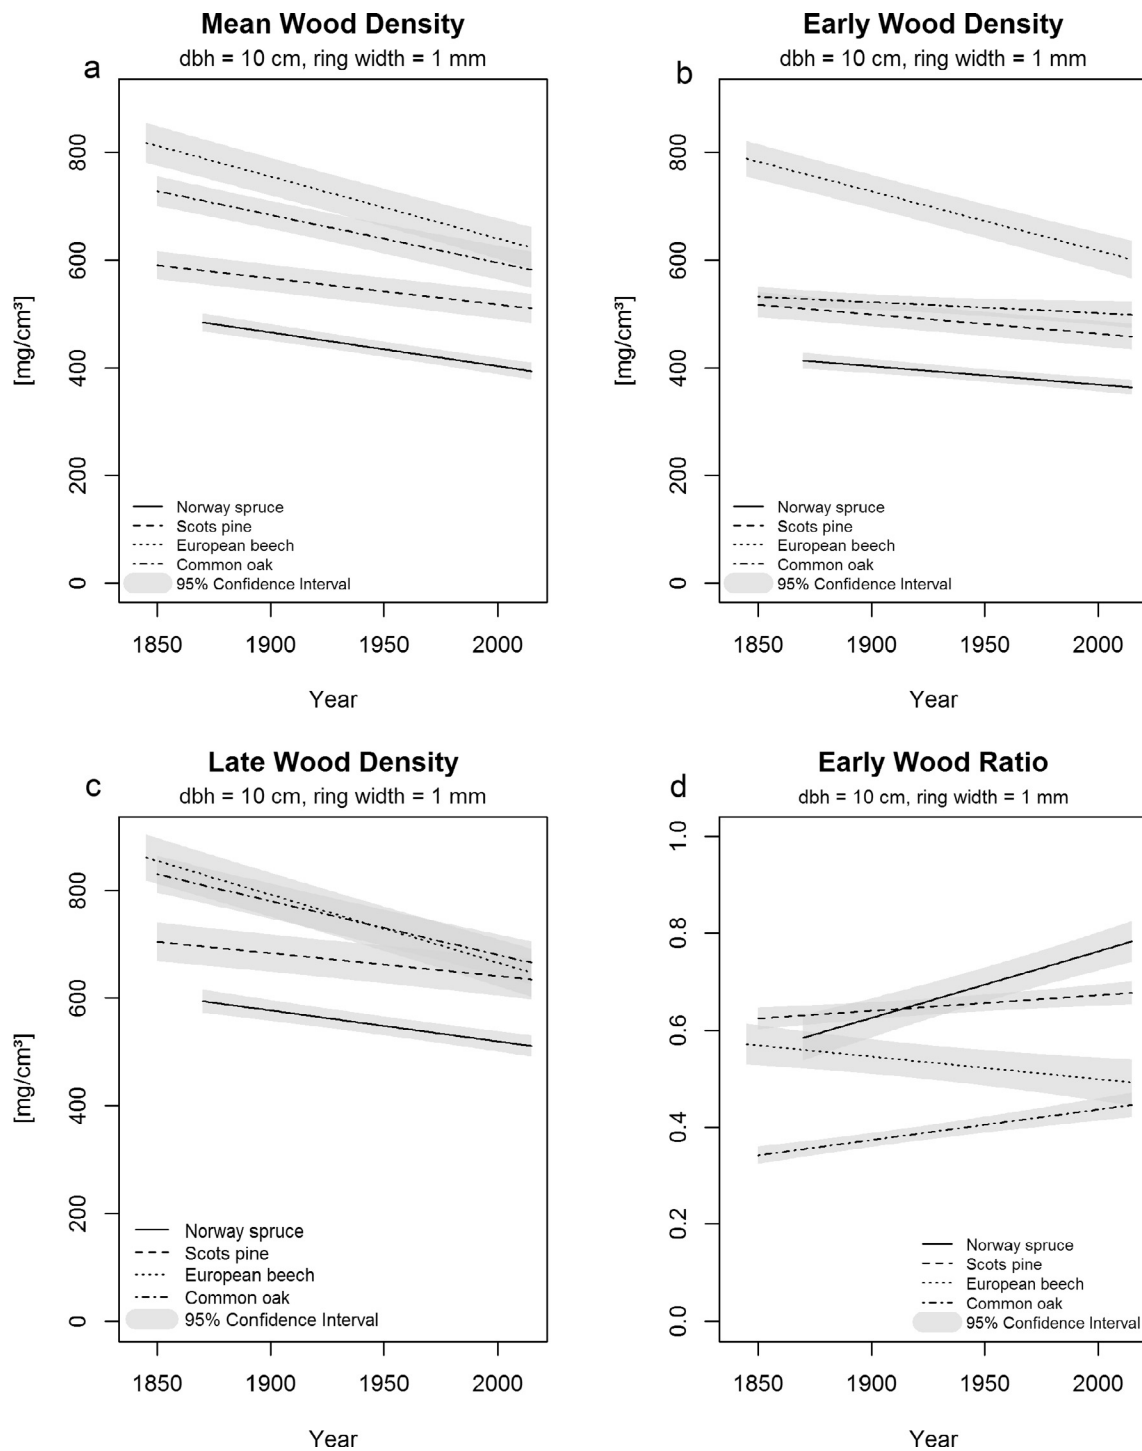 Mean Wood Density
dbh = 10 cm, ring width = 1 mm
a
800
600
400
200
0
[mg/cm³]
Norway spruce
Scots pine
European beech
Common oak
95% Confidence Interval
1850 1900 1950 2000
Year
Early Wood Density
dbh = 10 cm, ring width = 1 mm
b
800
600
400
200
0
[mg/cm³]
Norway spruce
Scots pine
European beech
Common oak
95% Confidence Interval
1850 1900 1950 2000
Year
Late Wood Density
dbh = 10 cm, ring width = 1 mm
c
800
600
400
200
0
[mg/cm³]
Norway spruce
Scots pine
European beech
Common oak
95% Confidence Interval
1850 1900 1950 2000
Year
Early Wood Ratio
dbh = 10 cm, ring width = 1 mm
d
1.0
0.8
0.6
0.4
0.2
0.0
Norway spruce
Scots pine
European beech
Common oak
95% Confidence Interval
1850 1900 1950 2000
Year